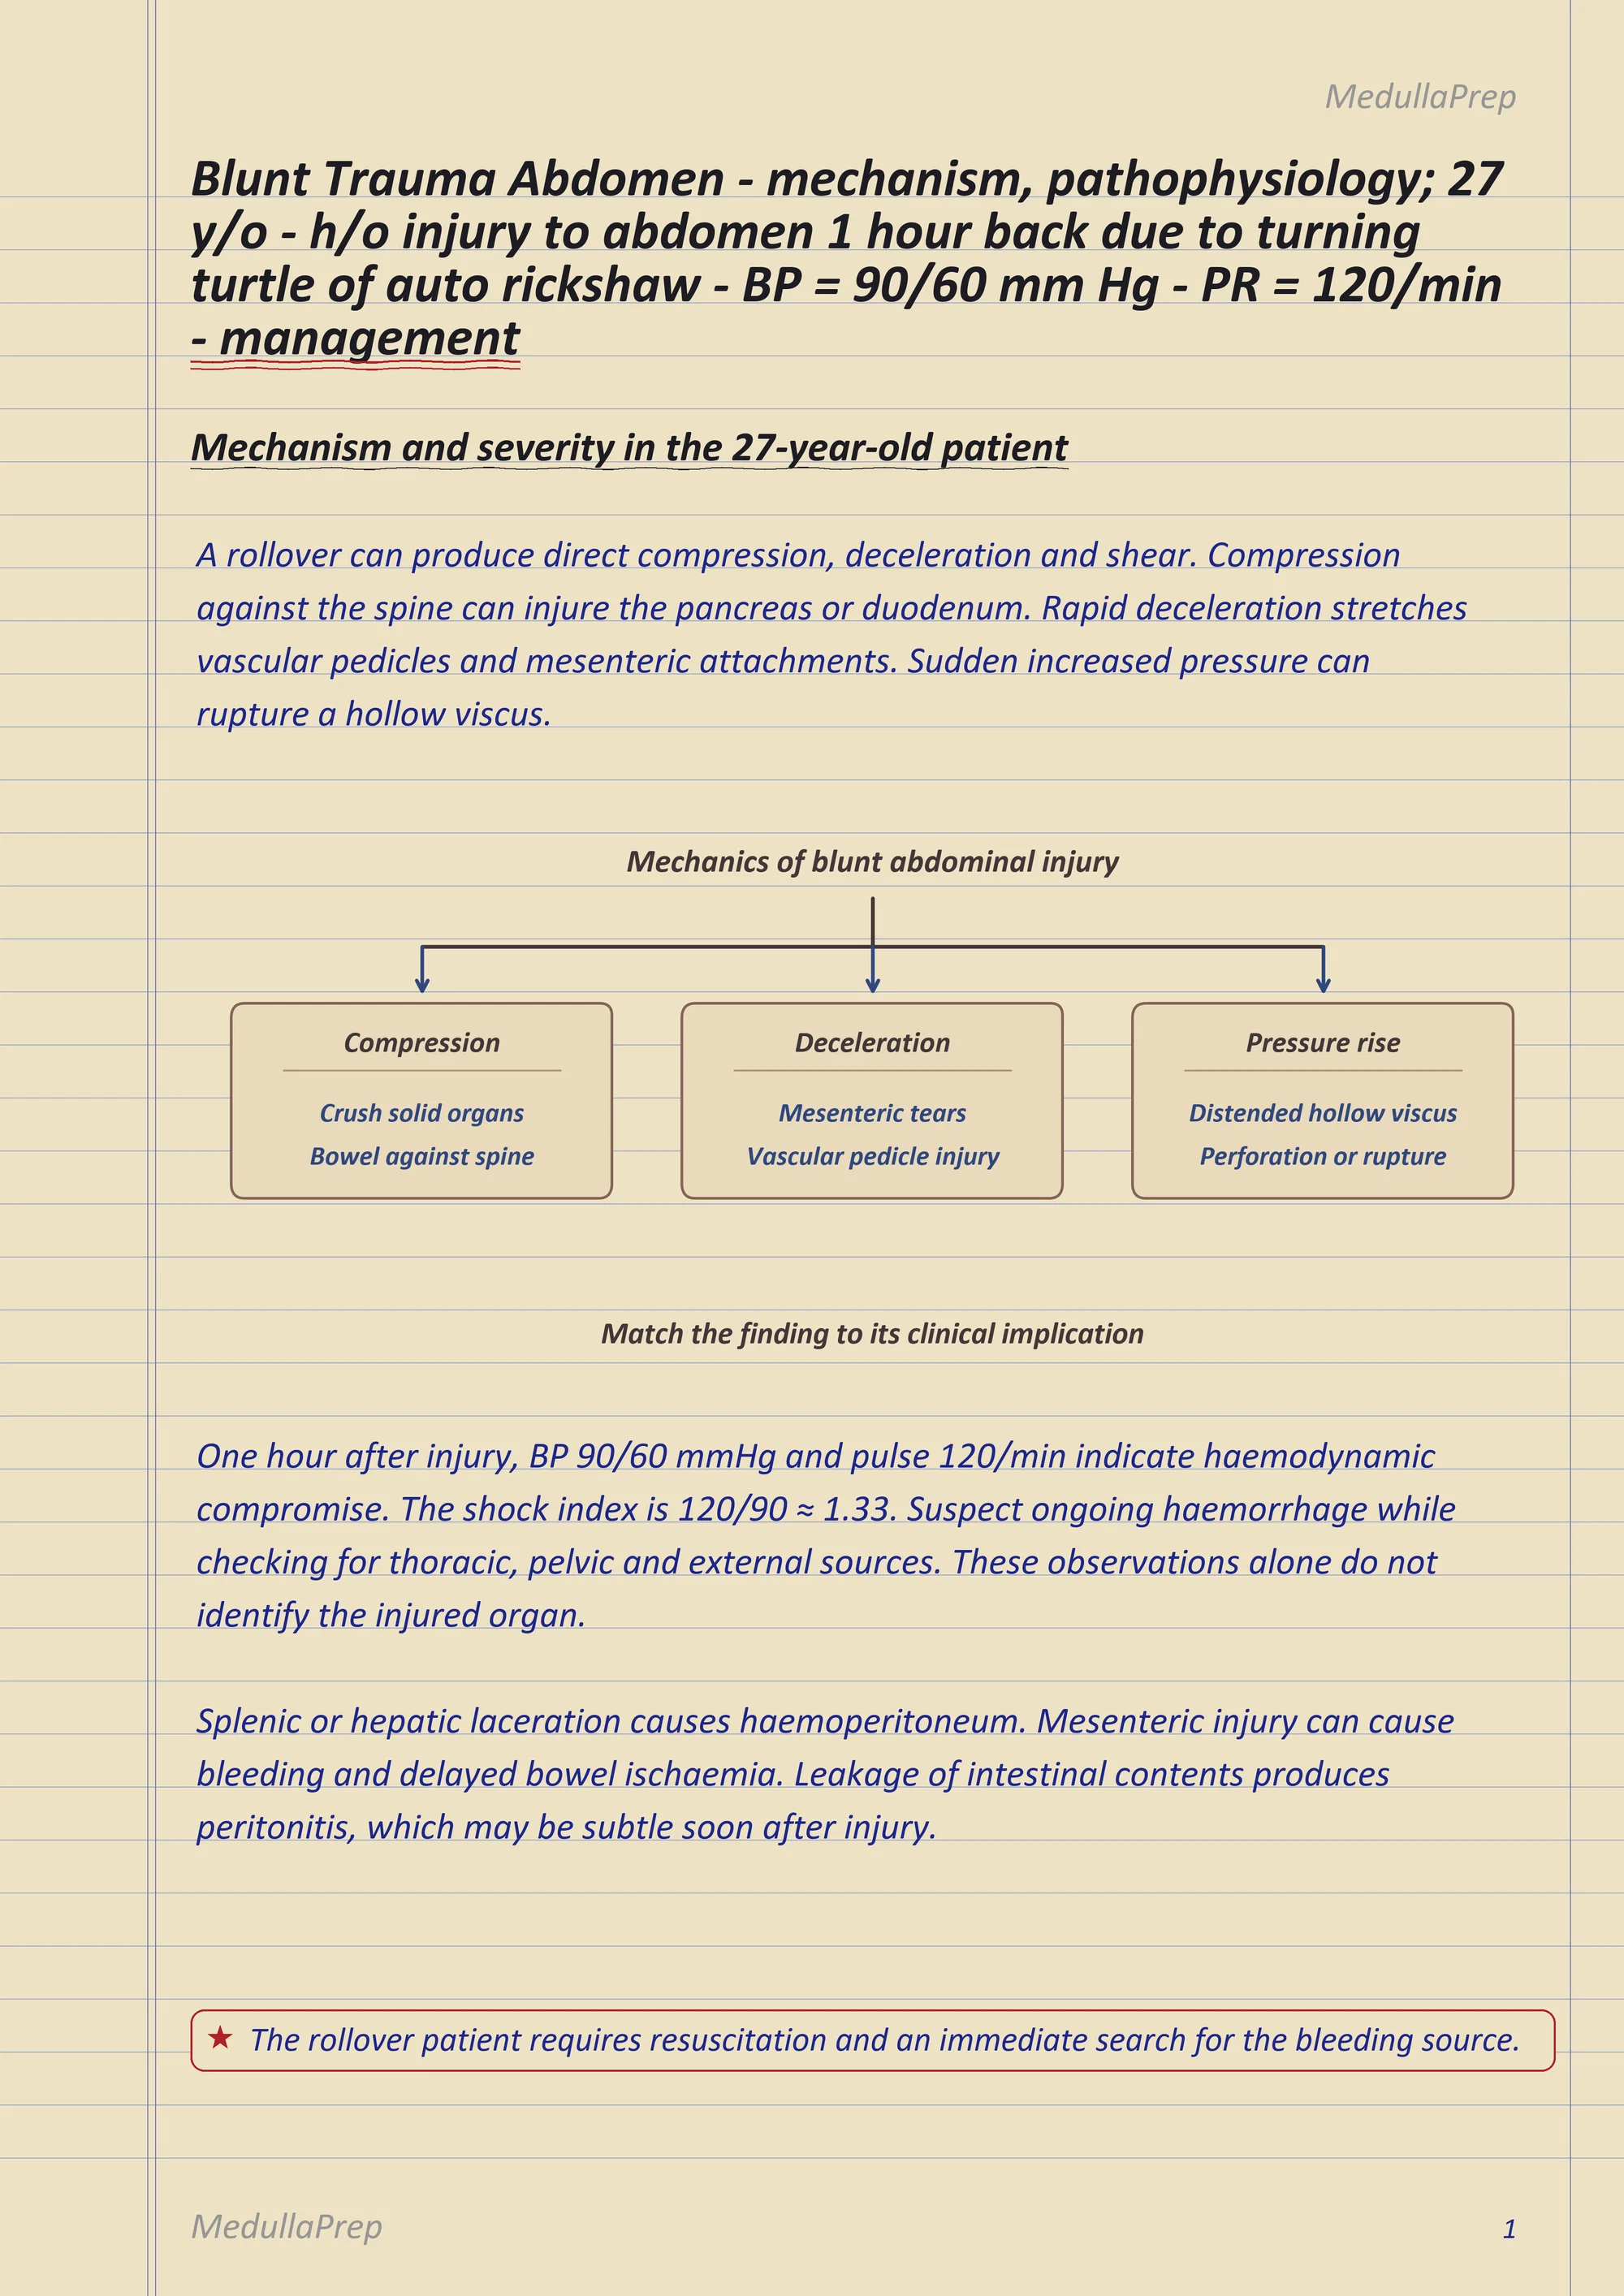 MedullaPrep
Blunt Trauma Abdomen - mechanism, pathophysiology; 27
y/o - h/o injury to abdomen 1 hour back due to turning
turtle of auto rickshaw - BP = 90/60 mm Hg - PR = 120/min
- management
Mechanism and severity in the 27-year-old patient
A rollover can produce direct compression, deceleration and shear. Compression
against the spine can injure the pancreas or duodenum. Rapid deceleration stretches
vascular pedicles and mesenteric attachments. Sudden increased pressure can
rupture a hollow viscus.
Mechanics of blunt abdominal injury
Compression
Crush solid organs
Bowel against spine
Deceleration
Mesenteric tears
Vascular pedicle injury
Pressure rise
Distended hollow viscus
Perforation or rupture
Match the finding to its clinical implication
One hour after injury, BP 90/60 mmHg and pulse 120/min indicate haemodynamic
compromise. The shock index is 120/90 ≈ 1.33. Suspect ongoing haemorrhage while
checking for thoracic, pelvic and external sources. These observations alone do not
identify the injured organ.
Splenic or hepatic laceration causes haemoperitoneum. Mesenteric injury can cause
bleeding and delayed bowel ischaemia. Leakage of intestinal contents produces
peritonitis, which may be subtle soon after injury.
★ The rollover patient requires resuscitation and an immediate search for the bleeding source.
MedullaPrep
1